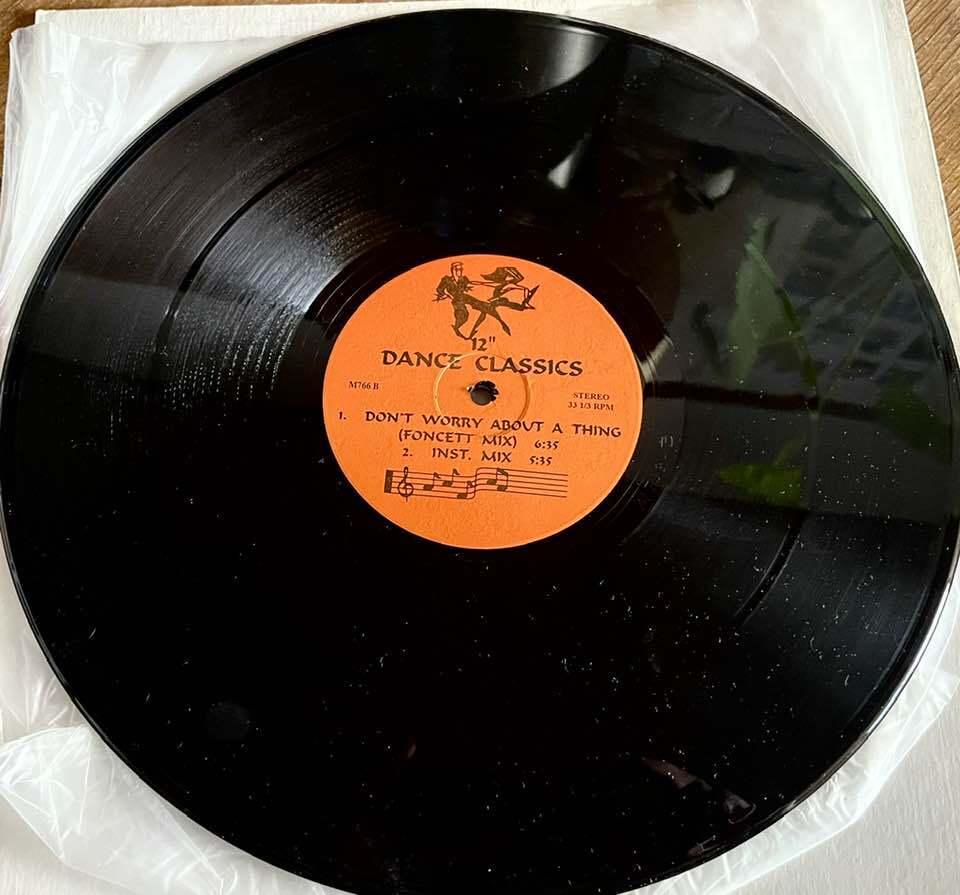 12"
DANCE CLASSICS
M766 B
STEREO
33 1/3 RPM
1. DON'T WORRY ABOUT A THING
(FONCETT MIX) 6:35
2. INST. MIX 5:35